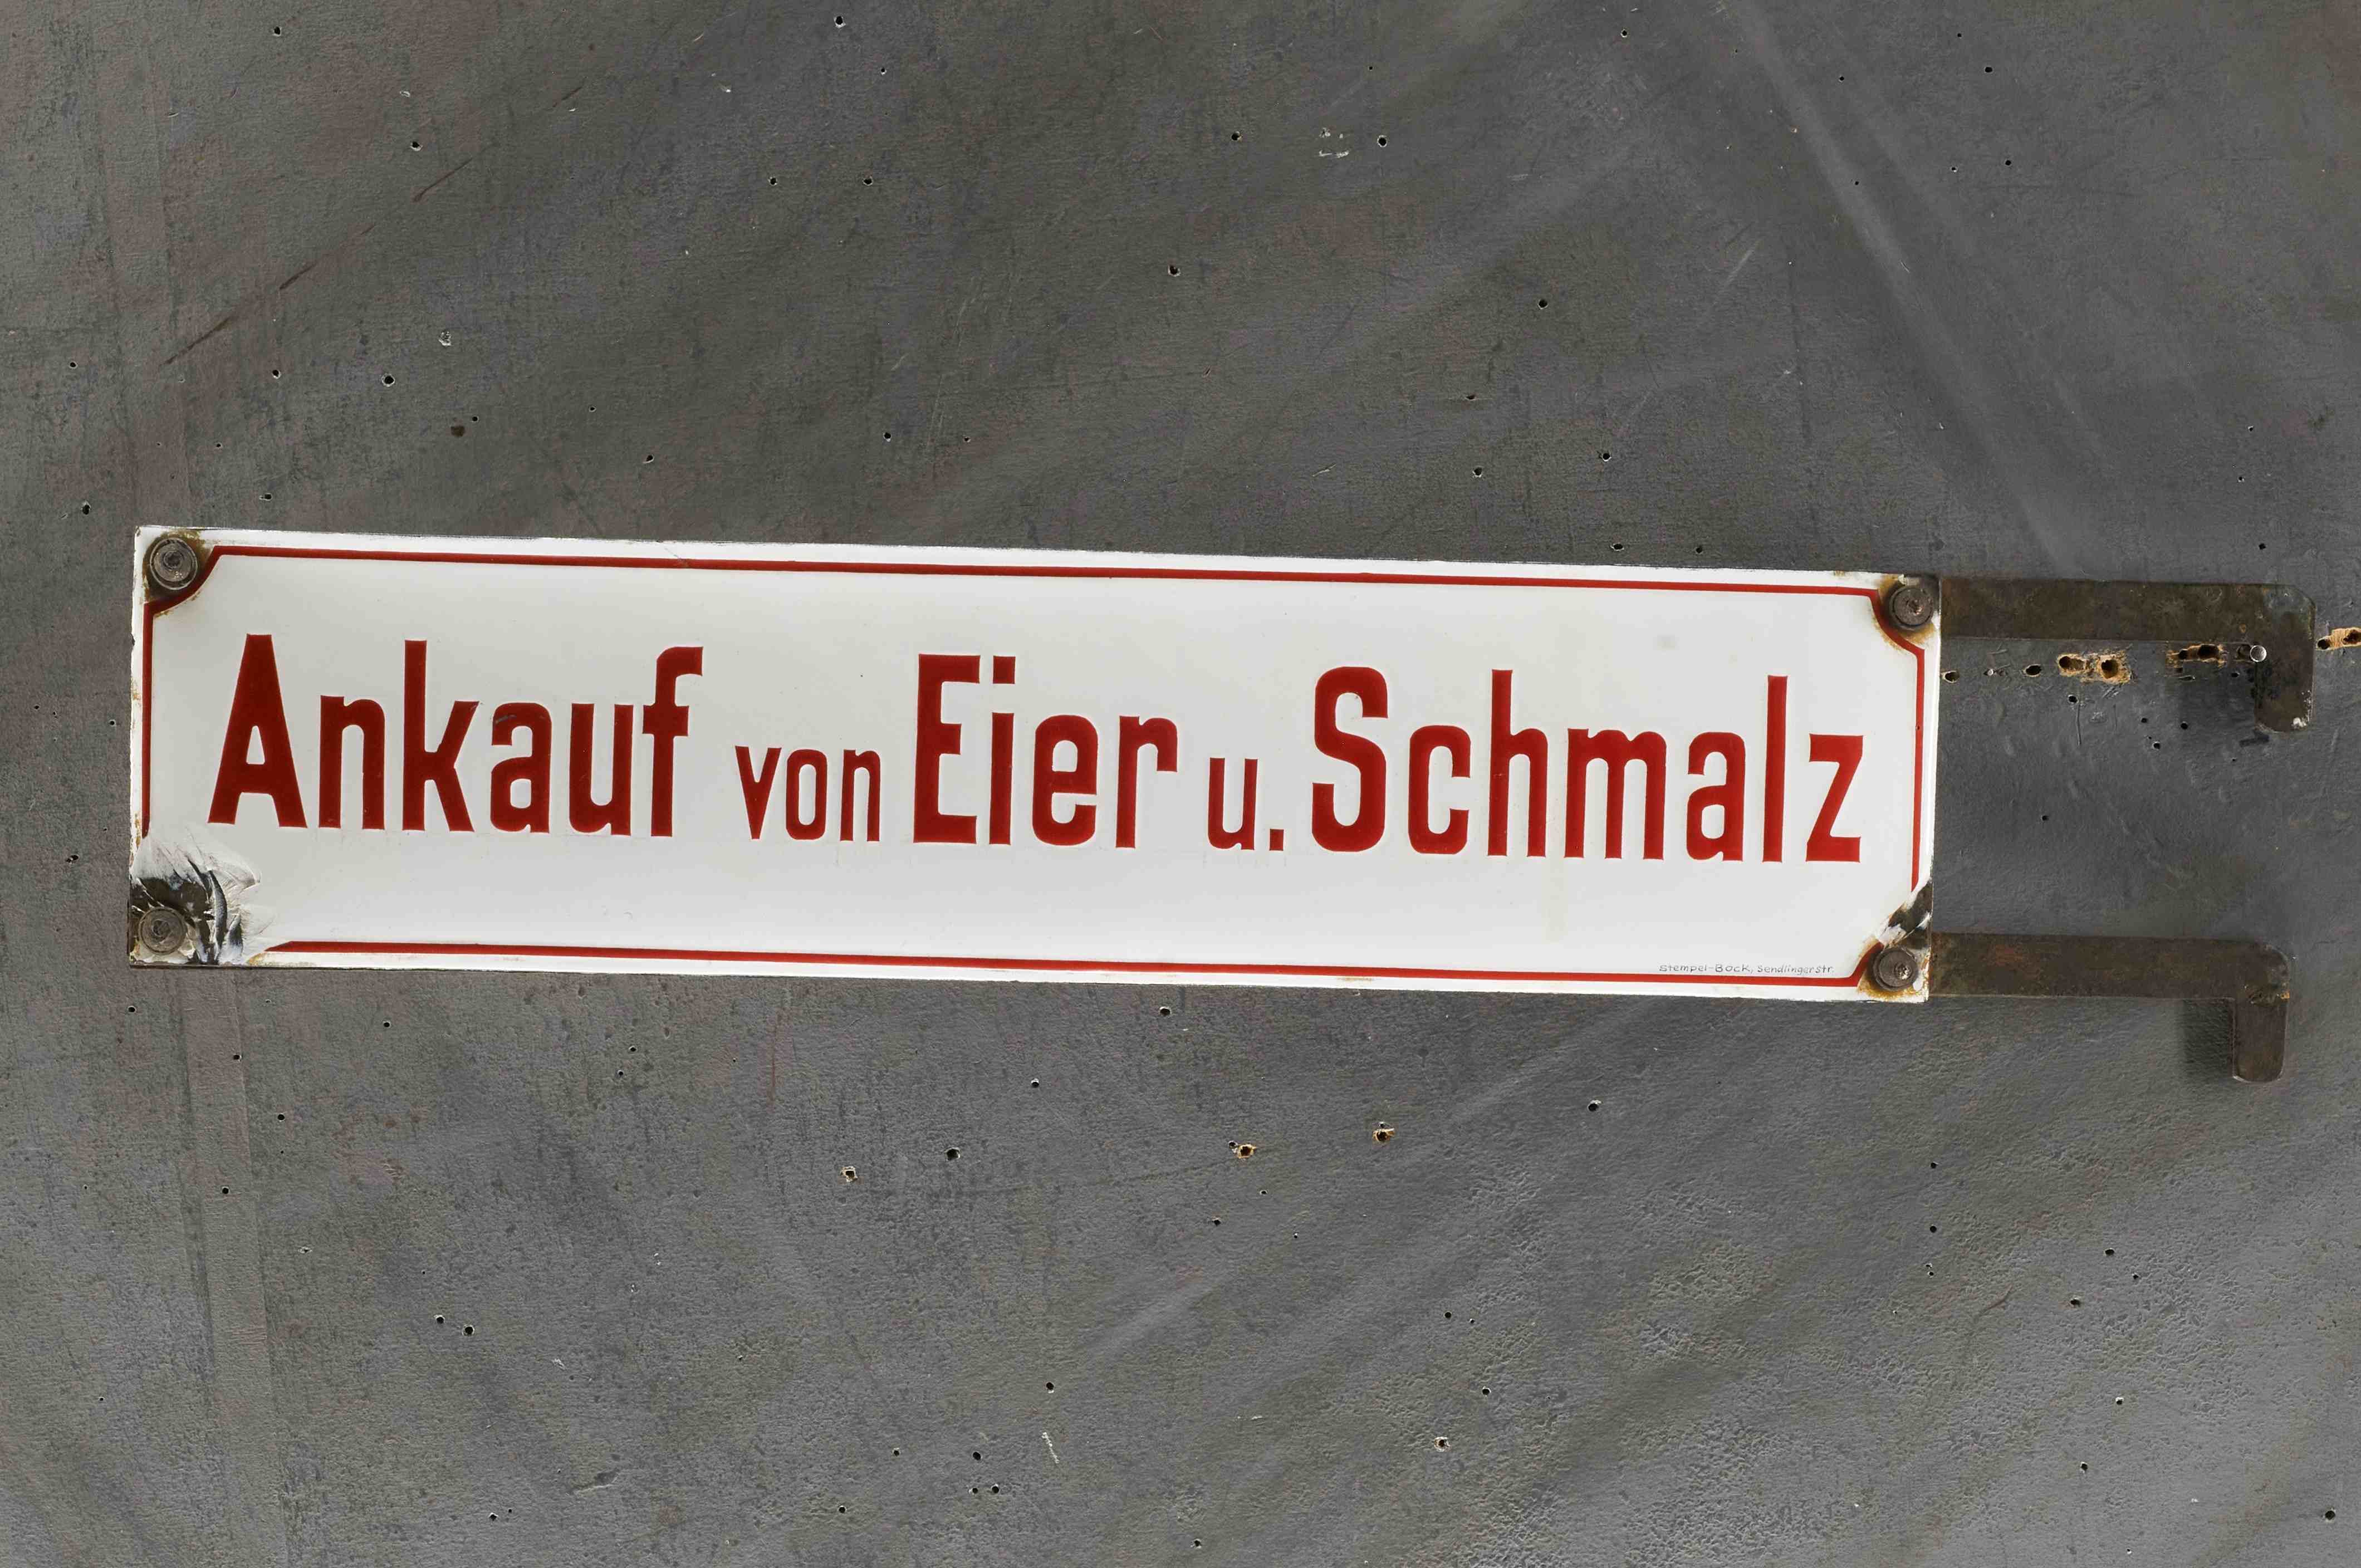 Ankauf von Eier u. Schmalz
Stempel-Bock, Sendlingerstr.